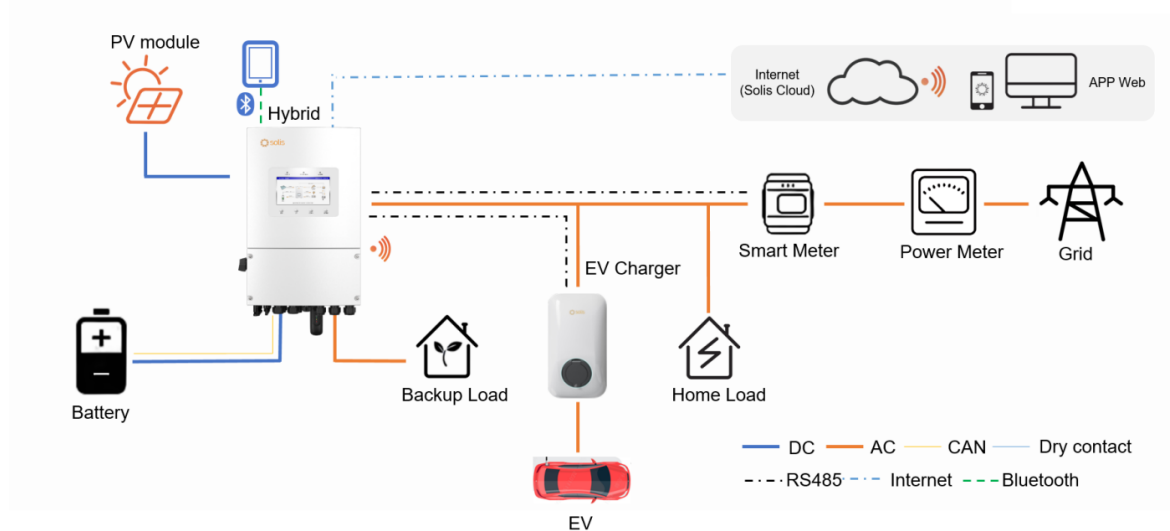 PV module
Hybrid
solis
Internet
(Solis Cloud)
APP Web
Smart Meter
Power Meter
Grid
EV Charger
solis
Battery
Backup Load
Home Load
EV
DC
AC
CAN
Dry contact
RS485
Internet
Bluetooth